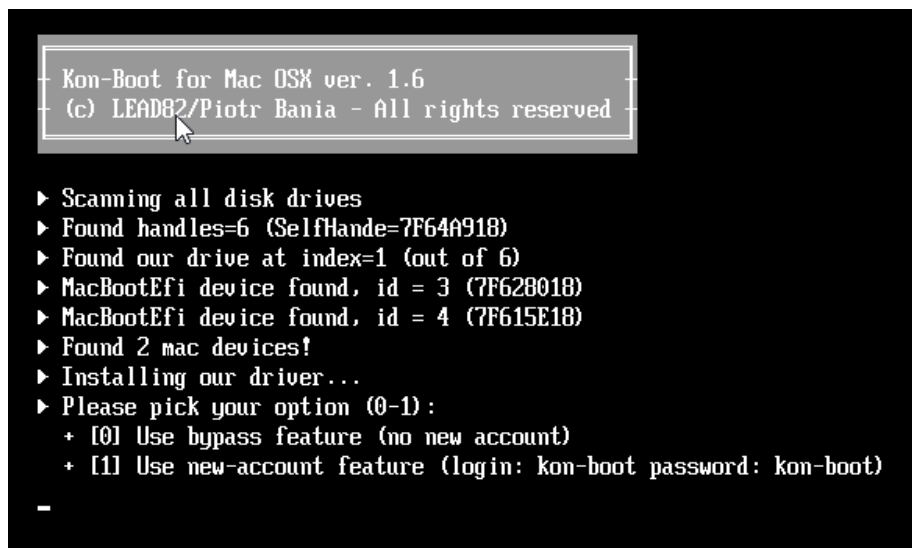 Kon-Boot for Mac OSX ver. 1.6
(c) LEAD82/Piotr Bania - All rights reserved
Scanning all disk drives
Found handles=6 (SelfHande=7F64A918)
Found our drive at index=1 (out of 6)
MacBootEfi device found, id = 3 (7F628018)
MacBootEfi device found, id = 4 (7F615E18)
Found 2 mac devices!
Installing our driver...
Please pick your option (0-1):
+ [0] Use bypass feature (no new account)
+ [1] Use new-account feature (login: kon-boot password: kon-boot)